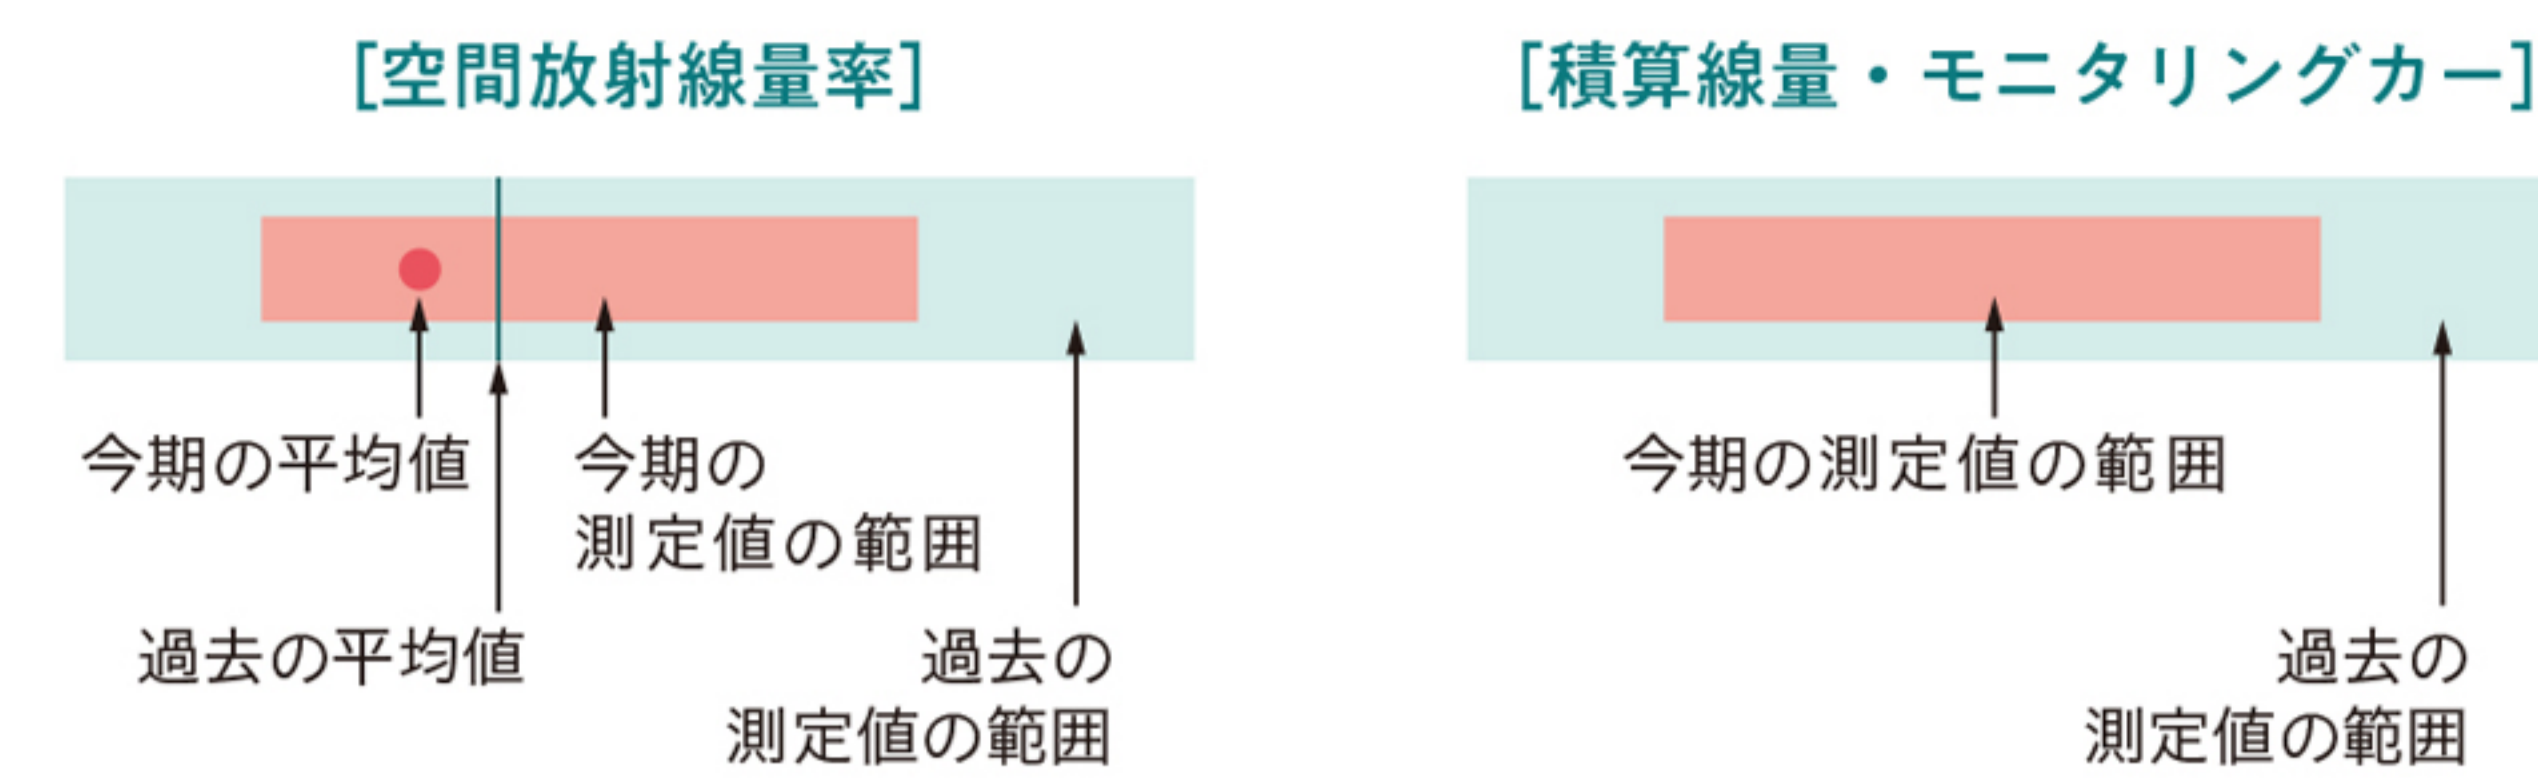 [空間放射線量率]
今期の平均値
今期の
測定値の範囲
過去の平均値
過去の
測定値の範囲
[積算線量・モニタリングカー]
今期の測定値の範囲
過去の
測定値の範囲